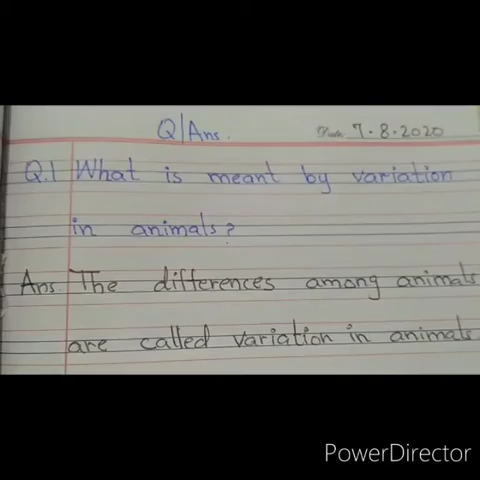 Q/Ans. Date 7.8.2020
Q.1 What is meant by variation
in animals?
Ans. The differences among animals
are called variation in animals
PowerDirector